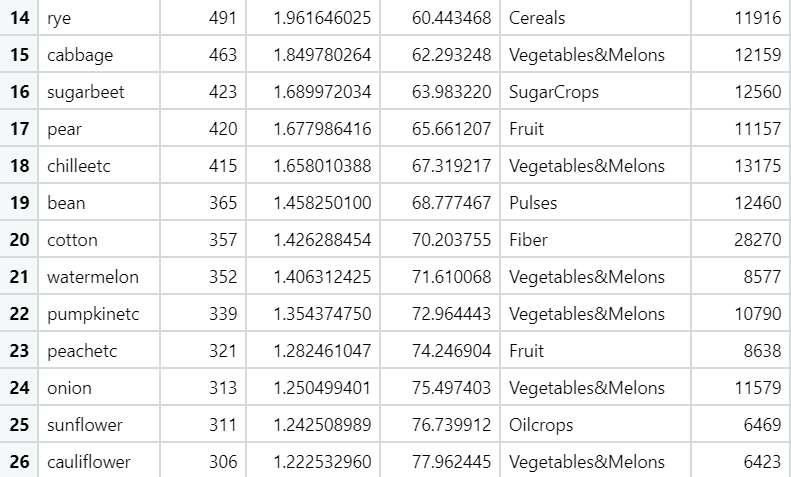 14 rye 491 1.961646025 60.443468 Cereals 11916
15 cabbage 463 1.849780264 62.293248 Vegetables&Melons 12159
16 sugarbeet 423 1.689972034 63.983220 SugarCrops 12560
17 pear 420 1.677986416 65.661207 Fruit 11157
18 chilleetc 415 1.658010388 67.319217 Vegetables&Melons 13175
19 bean 365 1.458250100 68.777467 Pulses 12460
20 cotton 357 1.426288454 70.203755 Fiber 28270
21 watermelon 352 1.406312425 71.610068 Vegetables&Melons 8577
22 pumpkinetc 339 1.354374750 72.964443 Vegetables&Melons 10790
23 peachetc 321 1.282461047 74.246904 Fruit 8638
24 onion 313 1.250499401 75.497403 Vegetables&Melons 11579
25 sunflower 311 1.242508989 76.739912 Oilcrops 6469
26 cauliflower 306 1.222532960 77.962445 Vegetables&Melons 6423